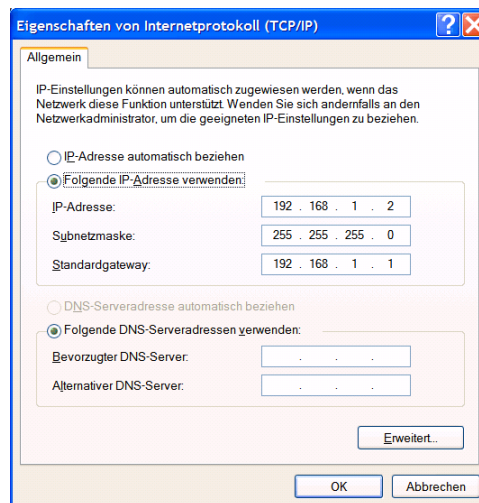 Eigenschaften von Internetprotokoll (TCP/IP)
Allgemein
IP-Einstellungen können automatisch zugewiesen werden, wenn das
Netzwerk diese Funktion unterstützt. Wenden Sie sich andernfalls an den
Netzwerkadministrator, um die geeigneten IP-Einstellungen zu beziehen.
IP-Adresse automatisch beziehen
Folgende IP-Adresse verwenden:
IP-Adresse: 192 . 168 . 1 . 2
Subnetzmaske: 255 . 255 . 255 . 0
Standardgateway: 192 . 168 . 1 . 1
DNS-Serveradresse automatisch beziehen
Folgende DNS-Serveradressen verwenden:
Bevorzugter DNS-Server: . . .
Alternativer DNS-Server: . . .
Erweitert...
OK Abbrechen